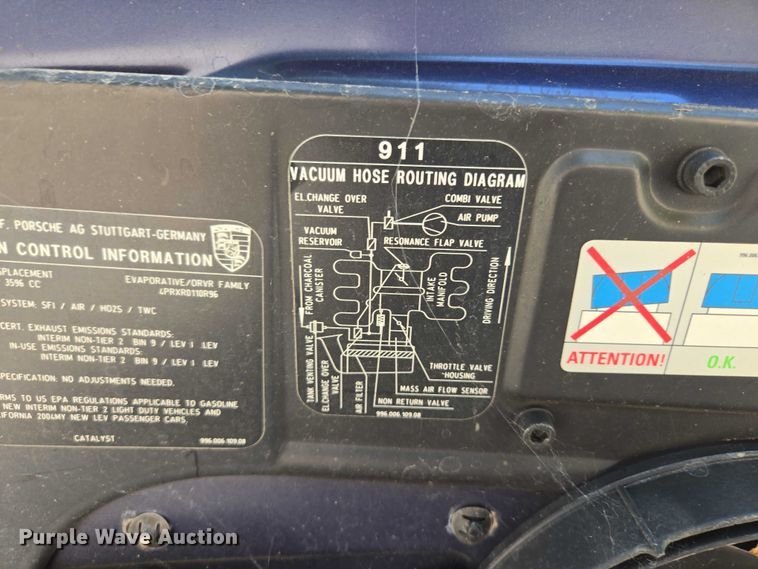 F. PORSCHE AG STUTTGART-GERMANY
N CONTROL INFORMATION
SPLACEMENT
3596 CC
EVAPORATIVE/ORVR FAMILY
4PRXR0110R96
SYSTEM: SFI / AIR / HO2S / TWC
CERT. EXHAUST EMISSIONS STANDARDS:
INTERIM NON-TIER 2 BIN 9 / LEV I LEV
IN-USE EMISSIONS STANDARDS:
INTERIM NON-TIER 2 BIN 9 / LEV I LEV
SPECIFICATION: NO ADJUSTMENTS NEEDED.
RMS TO US EPA REGULATIONS APPLICABLE TO GASOLINE
NEW INTERIM NON-TIER 2 LIGHT DUTY VEHICLES AND
IFORNIA 2004MY NEW LEV PASSENGER CARS.
CATALYST
996.006.109.08
911
VACUUM HOSE ROUTING DIAGRAM
EL.CHANGE OVER
VALVE
COMBI VALVE
AIR PUMP
VACUUM
RESERVOIR
RESONANCE FLAP VALVE
FROM CHARCOAL
CANISTER
INTAKE
MANIFOLD
DRIVING DIRECTION
TANK VENTING VALVE
EL.CHANGE OVER
VALVE
AIR FILTER
THROTTLE VALVE
-HOUSING
MASS AIR FLOW SENSOR
NON RETURN VALVE
996.006.109.08
ATTENTION!
O.K.
Purple Wave Auction